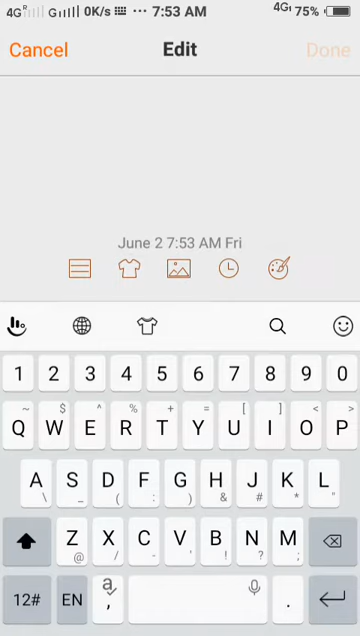 4G R G 0K/s ··· 7:53 AM 4G 75%
Cancel Edit Done
June 2 7:53 AM Fri
1 2 3 4 5 6 7 8 9 0
~ $ ^ % + = [ ] < >
Q W E R T Y U I O P
A S D F G H J K L
\ _ ( : ) & # * "
Z X C V B N M
@ / - ' ! ? ;
12# EN a , .